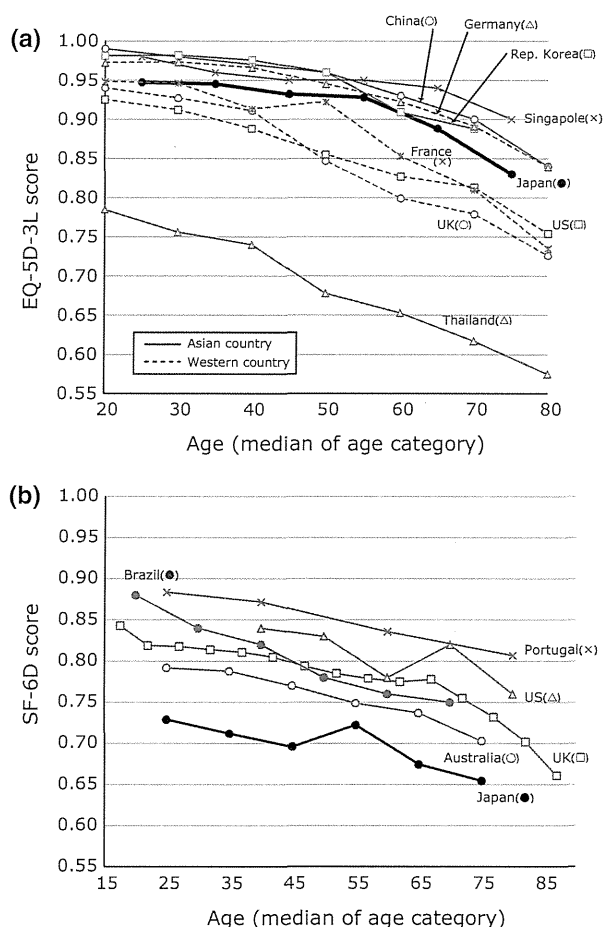 (a)
China(○)
Germany(△)
Rep. Korea(□)
Singapole(×)
France
(×)
Japan(●)
UK(○)
US(□)
Thailand(△)
Asian country
Western country
EQ-5D-3L score
1.00
0.95
0.90
0.85
0.80
0.75
0.70
0.65
0.60
0.55
20 30 40 50 60 70 80
Age (median of age category)
(b)
Brazil(●)
Portugal(×)
US(△)
Australia(○)
UK(□)
Japan(●)
SF-6D score
1.00
0.95
0.90
0.85
0.80
0.75
0.70
0.65
0.60
0.55
15 25 35 45 55 65 75 85
Age (median of age category)